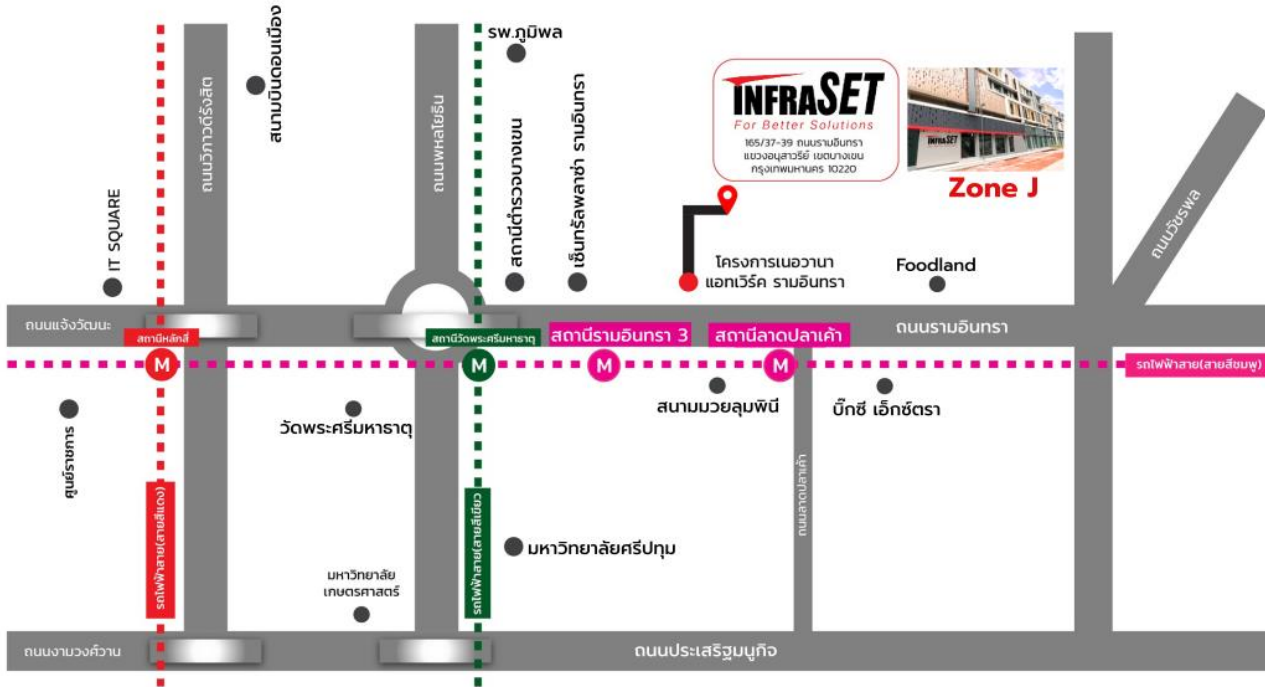 สนามบินดอนเมือง
รพ.ภูมิพล
ถนนวิภาวดีรังสิต
ถนนพหลโยธิน
INFRASET
For Better Solutions
165/37-39 ถนนรามอินทรา
แขวงอนุสาวรีย์ เขตบางเขน
กรุงเทพมหานคร 10220
INFRASET
Zone J
IT SQUARE
สถานีตำรวจบางเขน
เซ็นทรัลพลาซ่า รามอินทรา
โครงการเนอวานา
แอทเวิร์ค รามอินทรา
Foodland
ถนนวัชรพล
ถนนแจ้งวัฒนะ
ถนนรามอินทรา
สถานีหลักสี่
สถานีวัดพระศรีมหาธาตุ
สถานีรามอินทรา 3
สถานีลาดปลาเค้า
M
M
M
M
รถไฟฟ้าสาย(สายสีชมพู)
ศูนย์ราชการ
วัดพระศรีมหาธาตุ
สนามมวยลุมพินี
บิ๊กซี เอ็กซ์ตรา
รถไฟฟ้าสาย(สายสีแดง)
รถไฟฟ้าสาย(สายสีเขียว)
ถนนลาดปลาเค้า
มหาวิทยาลัยศรีปทุม
มหาวิทยาลัย
เกษตรศาสตร์
ถนนงามวงศ์วาน
ถนนประเสริฐมนูกิจ